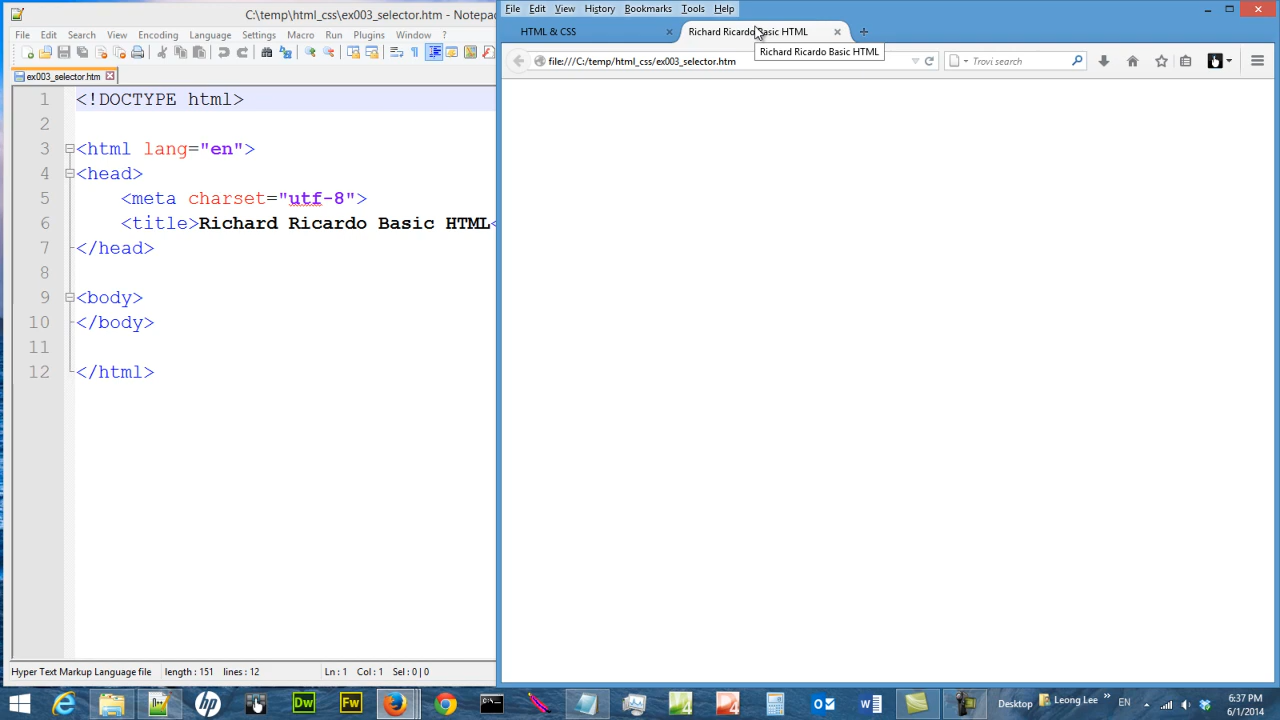 C:\temp\html_css\ex003_selector.htm - Notepa
File Edit Search View Encoding Language Settings Macro Run Plugins Window ?
ex003_selector.htm
1 <!DOCTYPE html>
2
3 <html lang="en">
4 <head>
5 <meta charset="utf-8">
6 <title>Richard Ricardo Basic HTML<
7 </head>
8
9 <body>
10 </body>
11
12 </html>
Hyper Text Markup Language file length : 151 lines : 12 Ln : 1 Col : 1 Sel : 0 | 0
File Edit View History Bookmarks Tools Help
HTML & CSS
Richard Ricardo Basic HTML
Richard Ricardo Basic HTML
file:///C:/temp/html_css/ex003_selector.htm
Trovi search
Dw Fw
Desktop Leong Lee » EN
6:37 PM
6/1/2014